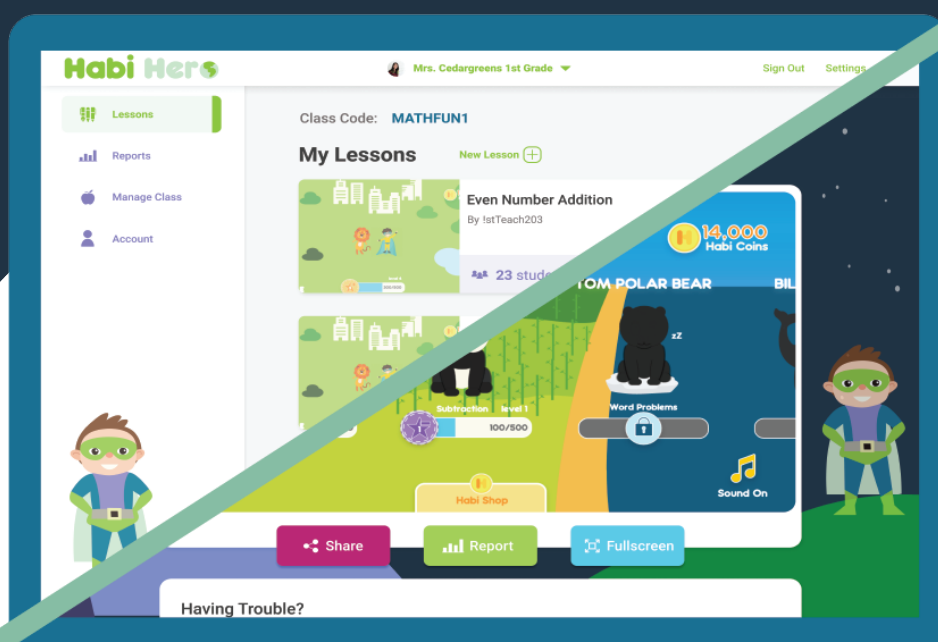 Habi Hero
Mrs. Cedargreens 1st Grade
Sign Out
Settings
Lessons
Reports
Manage Class
Account
Class Code: MATHFUN1
My Lessons
New Lesson
Even Number Addition
By !stTeach203
23
14,000
Habi Coins
TOM POLAR BEAR
BIL
zZ
Subtraction level 1
100/500
Word Problems
Habi Shop
Sound On
Share
Report
Fullscreen
Having Trouble?